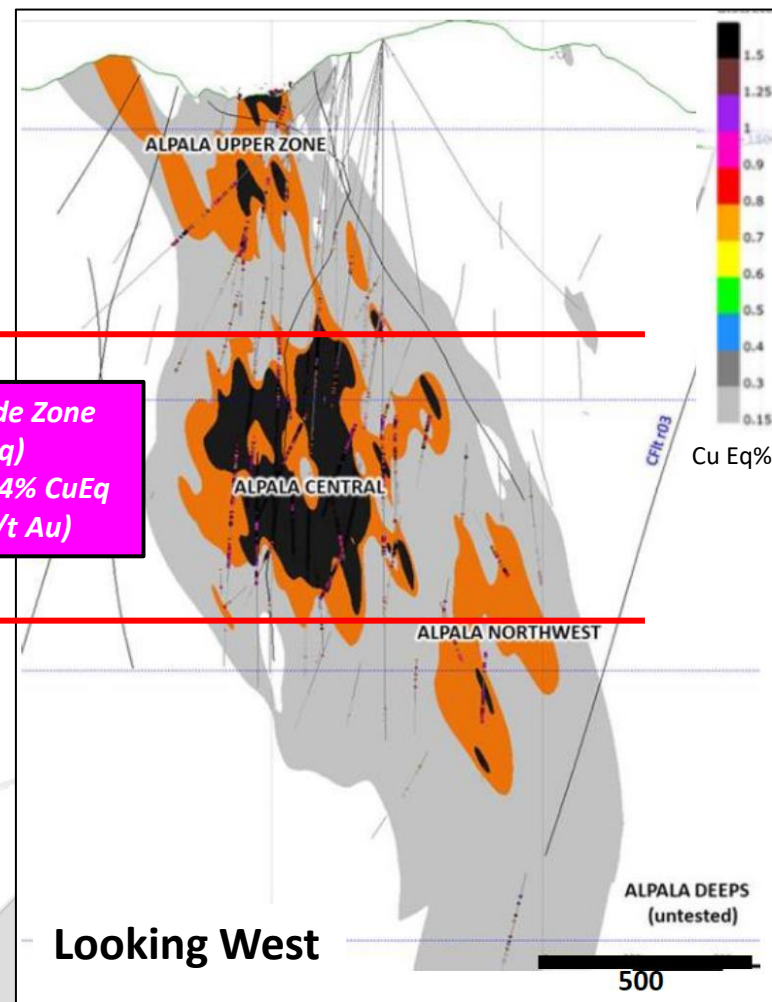 ALPALA UPPER ZONE
de Zone
q)
4% CuEq
/t Au)
ALPALA CENTRAL
ALPALA NORTHWEST
ALPALA DEEPS
(untested)
CFlt r03
1.5
1.25
1
0.9
0.8
0.7
0.6
0.5
0.4
0.3
0.15
Cu Eq%
Looking West
500